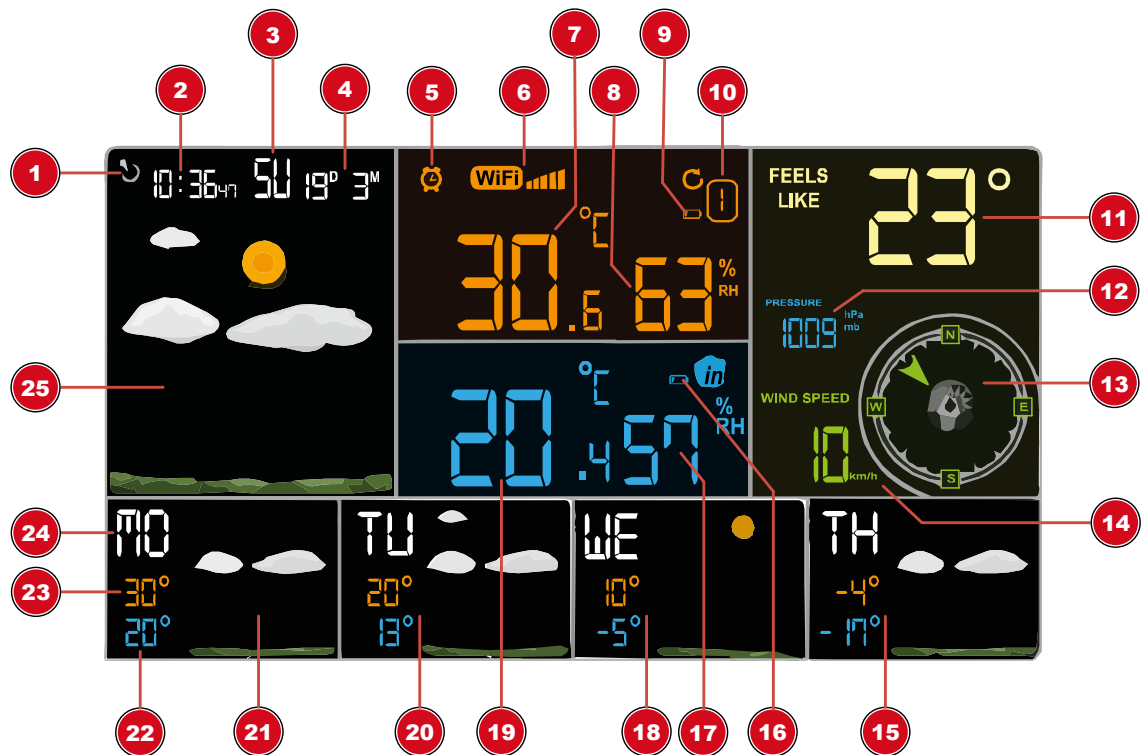 3
7
9
2
4
5
6
8
10
1
10:36 47 SU 19D 3M
WiFi
1
°C
30.6 63 % RH
FEELS LIKE 23°
11
PRESSURE
1009 hPa mb
12
N
W E
S
13
WIND SPEED
10 km/h
14
in
°C
20.4 57 % RH
25
24
MO
30°
20°
TU
20°
13°
WE
10°
-5°
TH
-4°
-17°
23
22
21
20
19
18
17
16
15